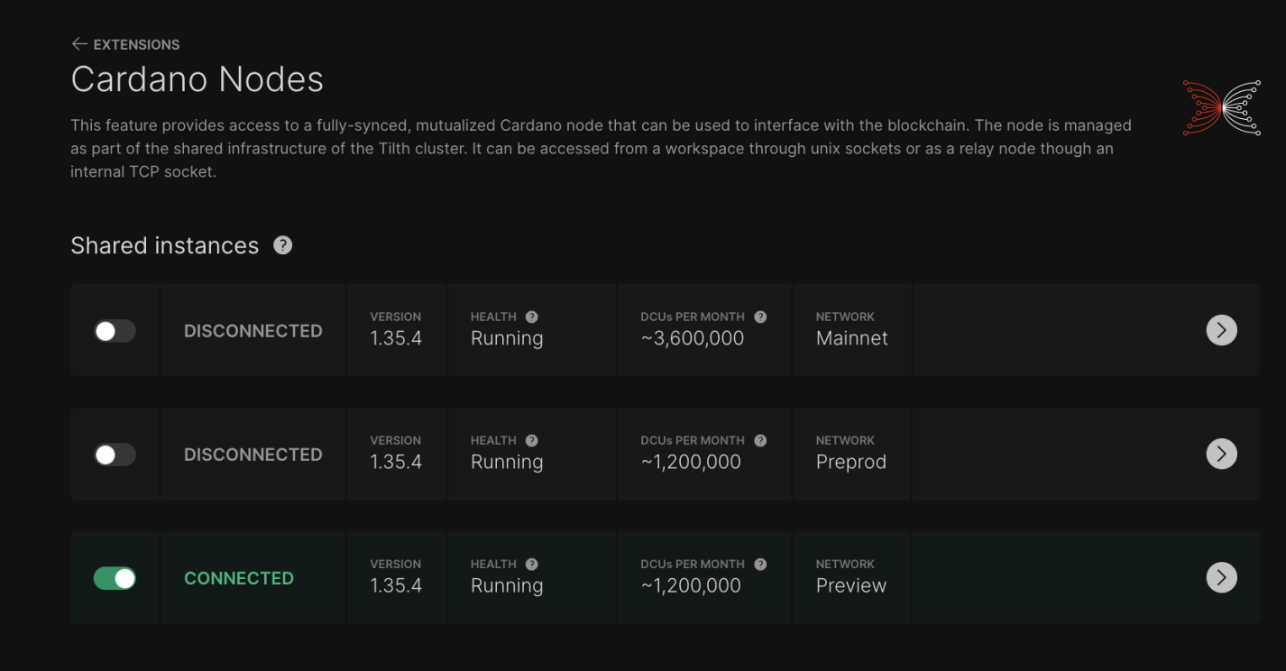 ← EXTENSIONS
Cardano Nodes
This feature provides access to a fully-synced, mutualized Cardano node that can be used to interface with the blockchain. The node is managed
as part of the shared infrastructure of the Tilth cluster. It can be accessed from a workspace through unix sockets or as a relay node though an
internal TCP socket.
Shared instances ?
DISCONNECTED
VERSION
1.35.4
HEALTH ?
Running
DCUs PER MONTH ?
~3,600,000
NETWORK
Mainnet
DISCONNECTED
VERSION
1.35.4
HEALTH ?
Running
DCUs PER MONTH ?
~1,200,000
NETWORK
Preprod
CONNECTED
VERSION
1.35.4
HEALTH ?
Running
DCUs PER MONTH ?
~1,200,000
NETWORK
Preview